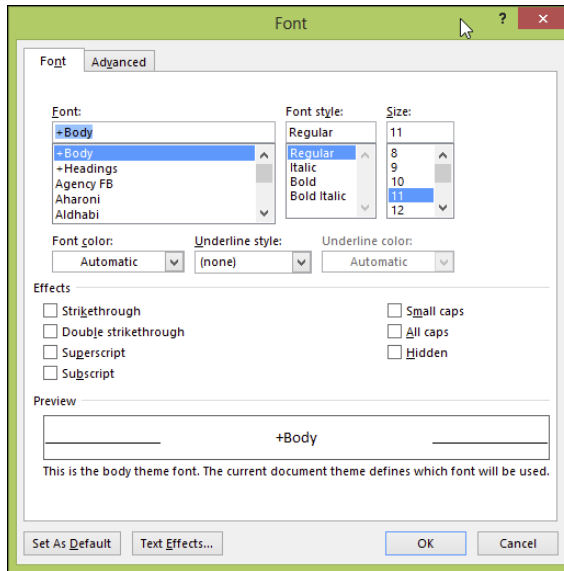 Font
? ×
Font Advanced
Font: Font style: Size:
+Body Regular 11
+Body Regular 8
+Headings Italic 9
Agency FB Bold 10
Aharoni Bold Italic 11
Aldhabi 12
Font color: Underline style: Underline color:
Automatic (none) Automatic
Effects
Strikethrough Small caps
Double strikethrough All caps
Superscript Hidden
Subscript
Preview
+Body
This is the body theme font. The current document theme defines which font will be used.
Set As Default Text Effects... OK Cancel